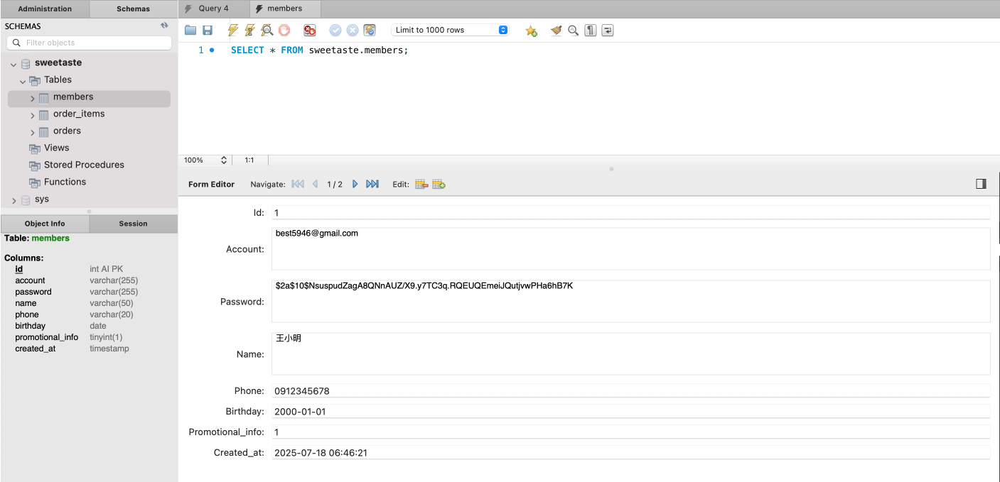 Administration Schemas
SCHEMAS
Filter objects
sweetaste
Tables
members
order_items
orders
Views
Stored Procedures
Functions
sys
Object Info Session
Table: members
Columns:
id int AI PK
account varchar(255)
password varchar(255)
name varchar(50)
phone varchar(20)
birthday date
promotional_info tinyint(1)
created_at timestamp
Query 4 members
Limit to 1000 rows
1 SELECT * FROM sweetaste.members;
100% 1:1
Form Editor Navigate: 1 / 2 Edit:
Id: 1
Account: best5946@gmail.com
Password: $2a$10$NsuspudZagA8QNnAUZ/X9.y7TC3q.RQEUQEmeiJQutjvwPHa6hB7K
Name: 王小明
Phone: 0912345678
Birthday: 2000-01-01
Promotional_info: 1
Created_at: 2025-07-18 06:46:21